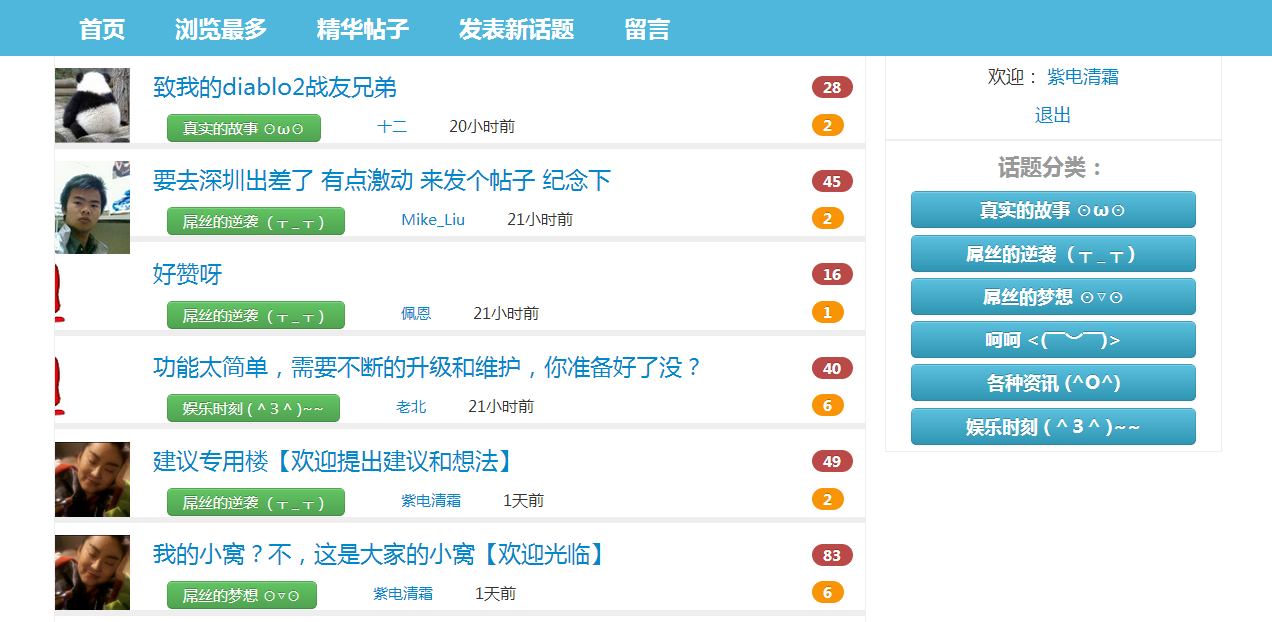 首页 浏览最多 精华帖子 发表新话题 留言
致我的diablo2战友兄弟 28
真实的故事 ⊙ω⊙ 十二 20小时前 2
要去深圳出差了 有点激动 来发个帖子 纪念下 45
屌丝的逆袭（┬_┬） Mike_Liu 21小时前 2
好赞呀 16
屌丝的逆袭（┬_┬） 佩恩 21小时前 1
功能太简单，需要不断的升级和维护，你准备好了没？ 40
娱乐时刻 ( ^ 3 ^ )~~ 老北 21小时前 6
建议专用楼【欢迎提出建议和想法】 49
屌丝的逆袭（┬_┬） 紫电清霜 1天前 2
我的小窝？不，这是大家的小窝【欢迎光临】 83
屌丝的梦想 ⊙▽⊙ 紫电清霜 1天前 6
欢迎： 紫电清霜
退出
话题分类：
真实的故事 ⊙ω⊙
屌丝的逆袭（┬_┬）
屌丝的梦想 ⊙▽⊙
呵呵 <(￣︶￣)>
各种资讯 (^O^)
娱乐时刻 ( ^ 3 ^ )~~